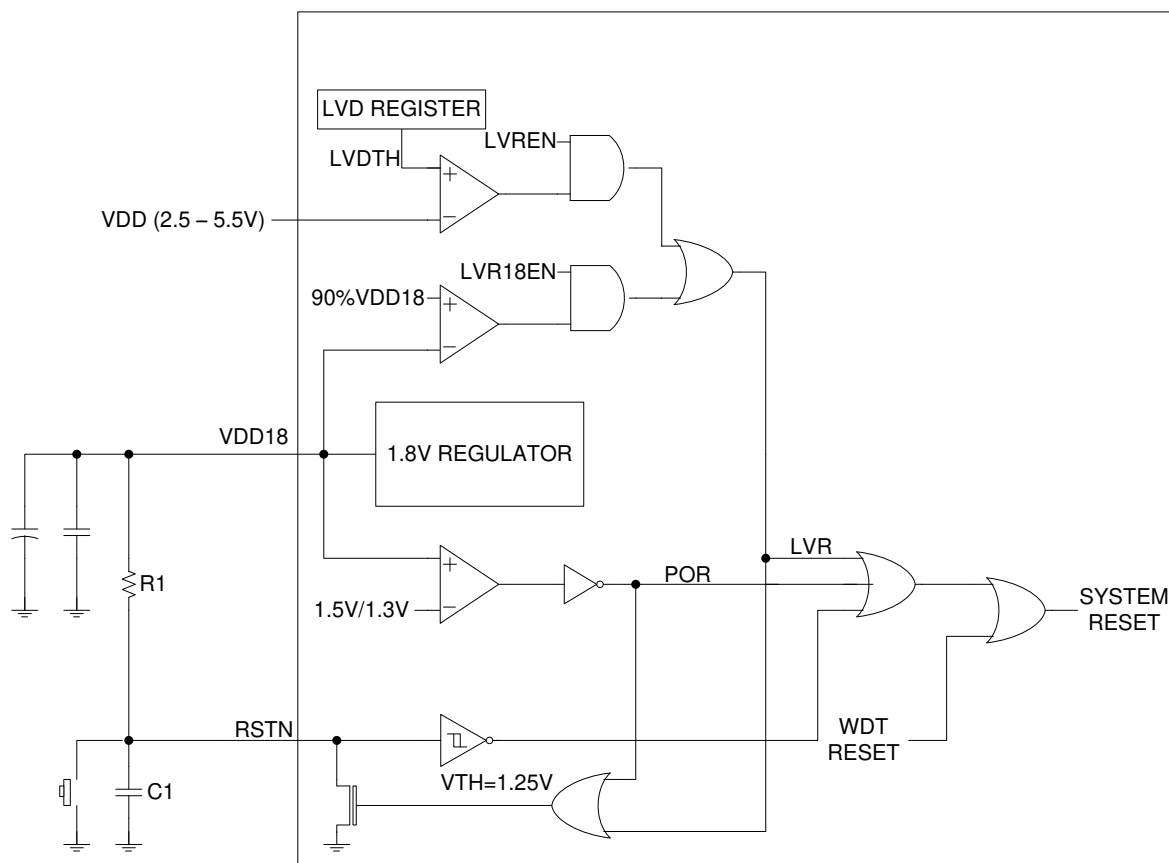 LVD REGISTER
LVREN
LVDTH
+
−
VDD (2.5 – 5.5V)
LVR18EN
90%VDD18
+
−
VDD18
1.8V REGULATOR
LVR
POR
+
−
R1
1.5V/1.3V
SYSTEM
RESET
RSTN
WDT
RESET
VTH=1.25V
C1